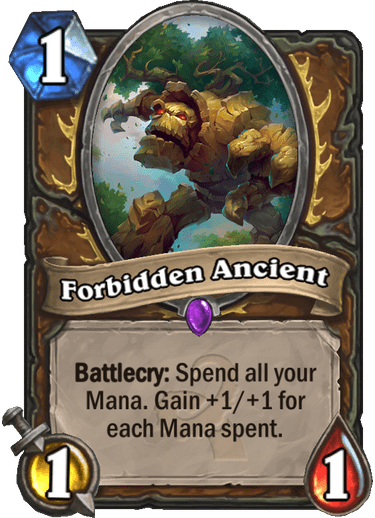 1
Forbidden Ancient
Battlecry: Spend all your
Mana. Gain +1/+1 for
each Mana spent.
1
1